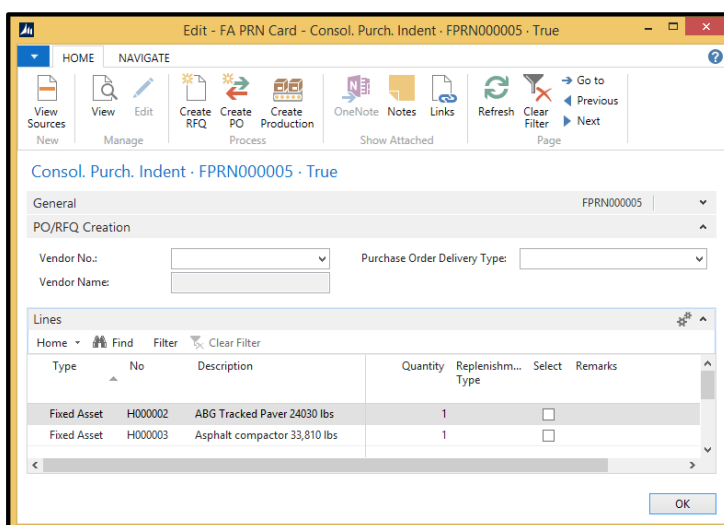 Edit - FA PRN Card - Consol. Purch. Indent · FPRN000005 · True
HOME NAVIGATE
View Sources View Edit Create RFQ Create PO Create Production OneNote Notes Links Refresh Clear Filter Go to
Previous
Next
New Manage Process Show Attached Page
Consol. Purch. Indent · FPRN000005 · True
General FPRN000005
PO/RFQ Creation
Vendor No.: Purchase Order Delivery Type:
Vendor Name:
Lines
Home Find Filter Clear Filter
Type No Description Quantity Replenishm... Type Select Remarks
Fixed Asset H000002 ABG Tracked Paver 24030 lbs 1
Fixed Asset H000003 Asphalt compactor 33,810 lbs 1
OK